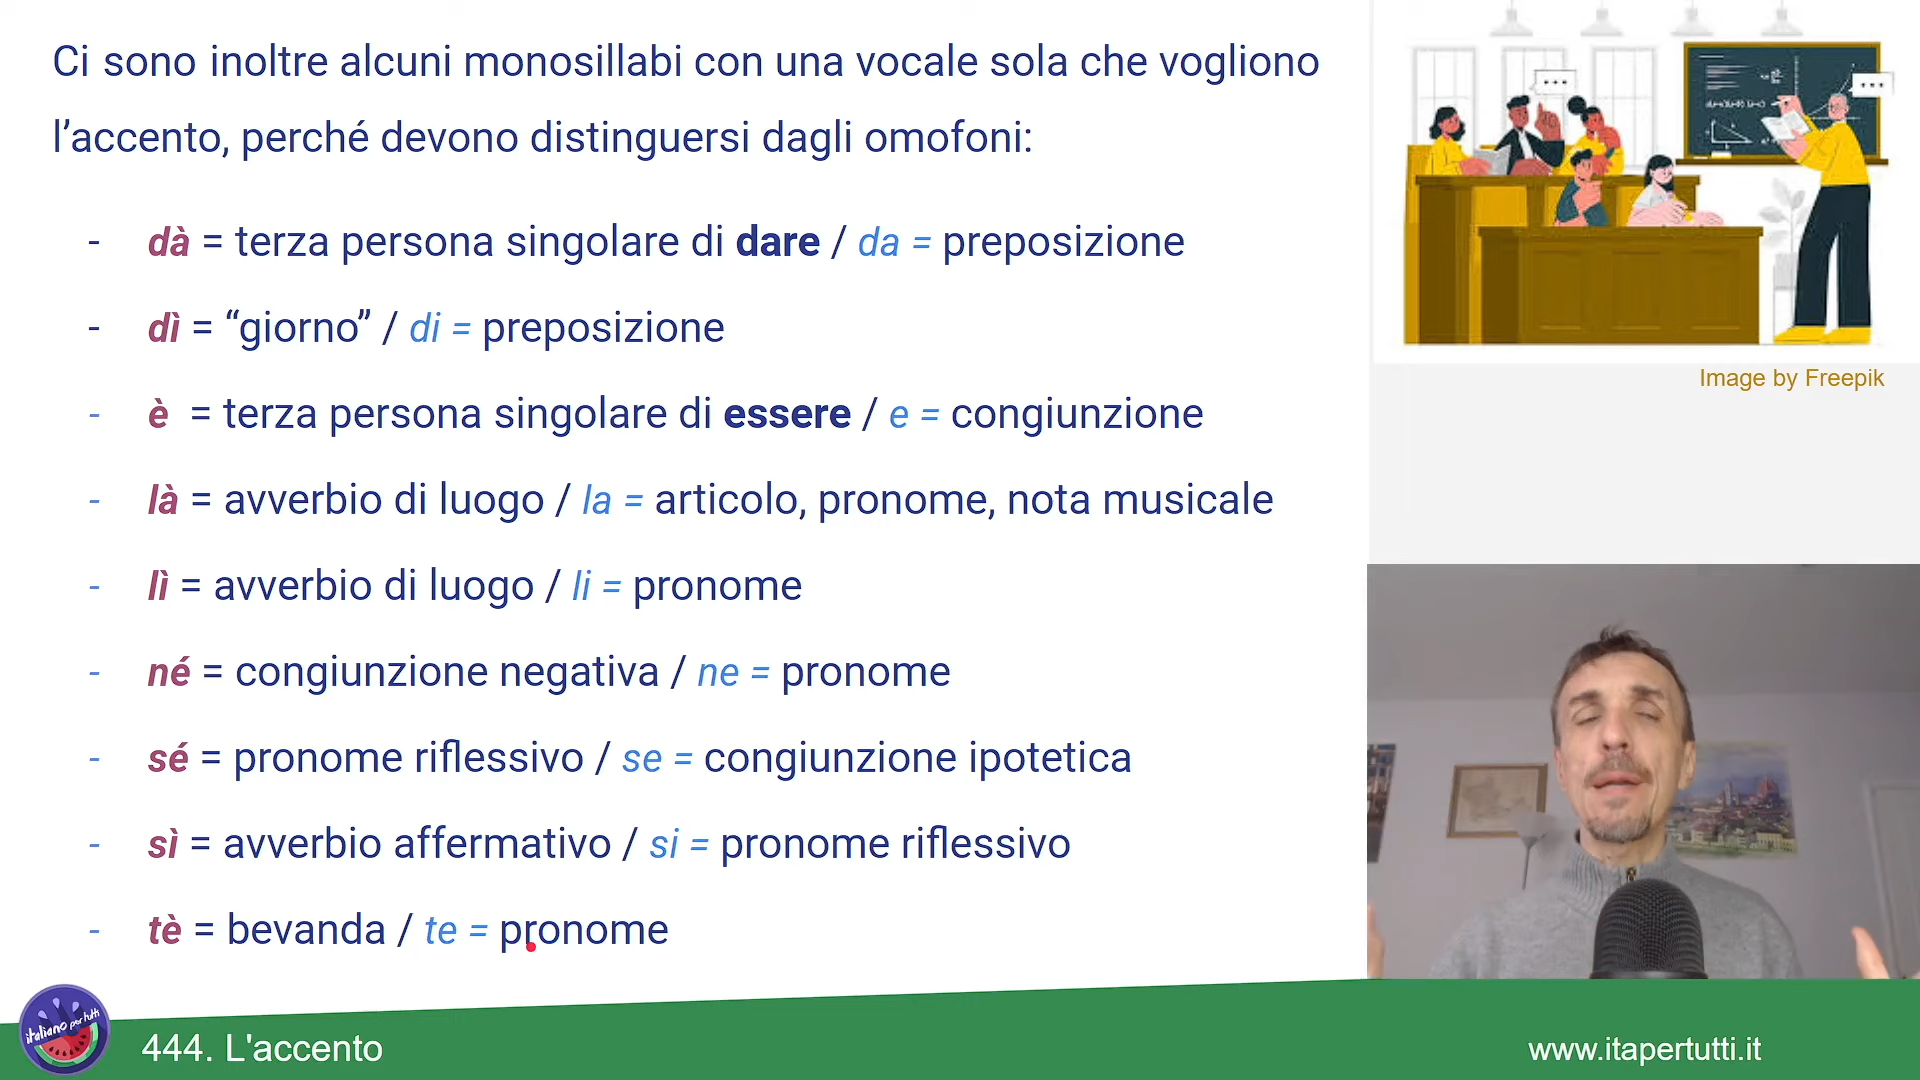 Ci sono inoltre alcuni monosillabi con una vocale sola che vogliono
l’accento, perché devono distinguersi dagli omofoni:
- dà = terza persona singolare di dare / da = preposizione
- dì = “giorno” / di = preposizione
- è = terza persona singolare di essere / e = congiunzione
- là = avverbio di luogo / la = articolo, pronome, nota musicale
- lì = avverbio di luogo / li = pronome
- né = congiunzione negativa / ne = pronome
- sé = pronome riflessivo / se = congiunzione ipotetica
- sì = avverbio affermativo / si = pronome riflessivo
- tè = bevanda / te = pronome
Image by Freepik
italiano per tutti
444. L'accento
www.itapertutti.it